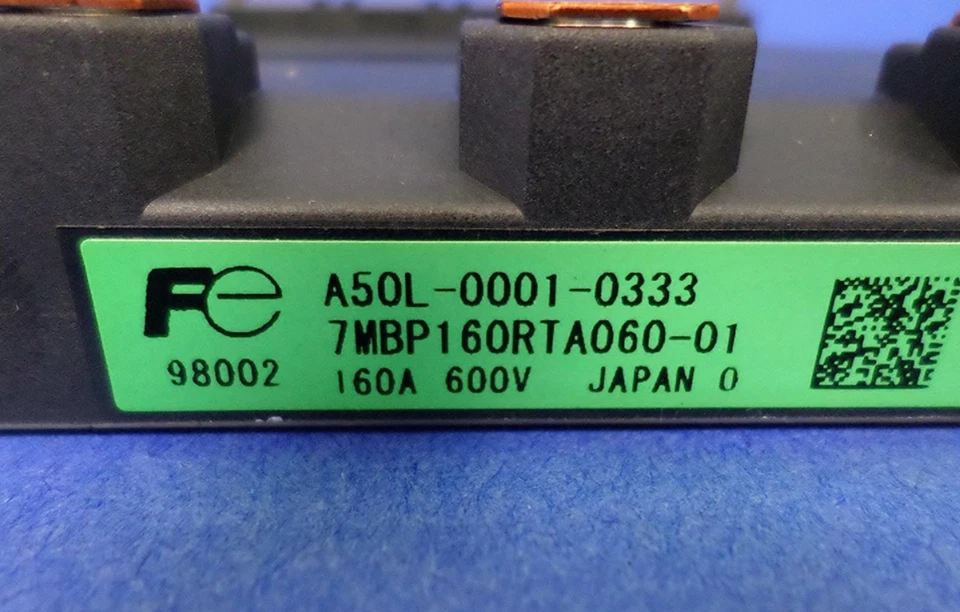 Fe
A50L-0001-0333
7MBP160RTA060-01
98002
160A 600V JAPAN 0